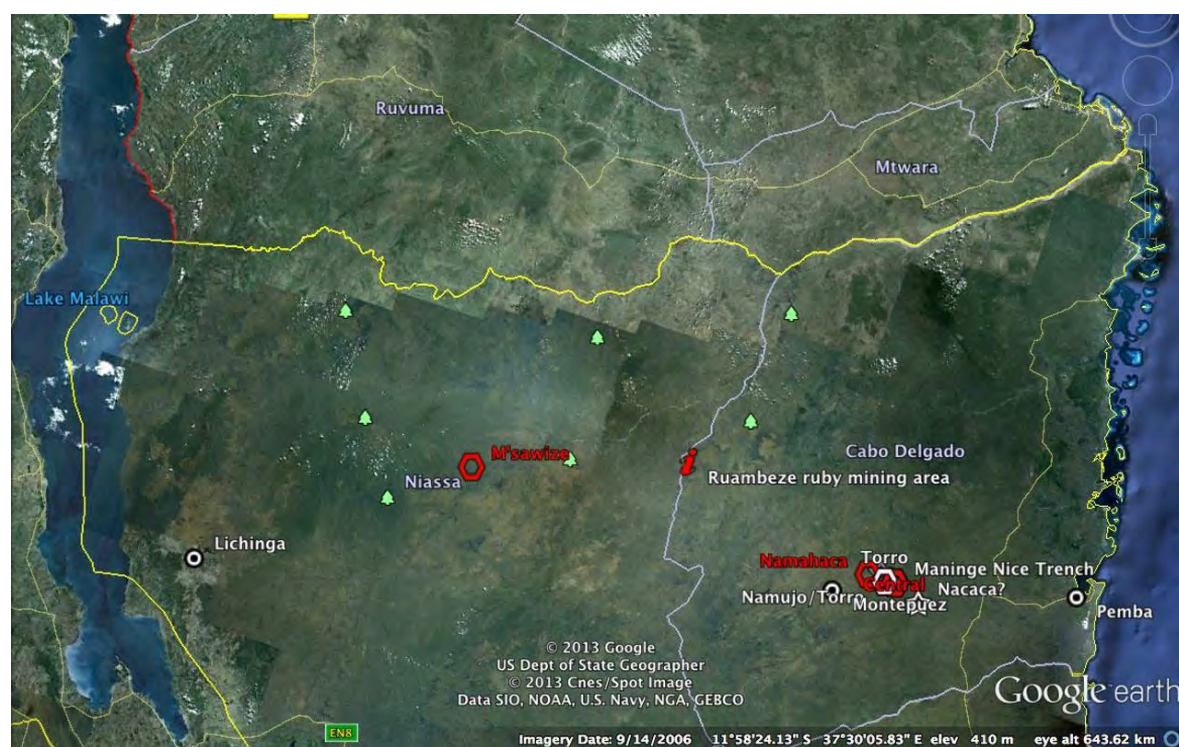 Ruvuma
Mtwara
Lake Malawi
M'sawize
Cabo Delgado
Niassa
Ruambeze ruby mining area
Lichinga
Namahaca
Torro
Maninge Nice Trench
Central
Nacaca?
Namujo/Torro
Montepuez
Pemba
© 2013 Google
US Dept of State Geographer
© 2013 Cnes/Spot Image
Data SIO, NOAA, U.S. Navy, NGA, GEBCO
Google earth
EN8
Imagery Date: 9/14/2006 11°58'24.13" S 37°30'05.83" E elev 410 m eye alt 643.62 km